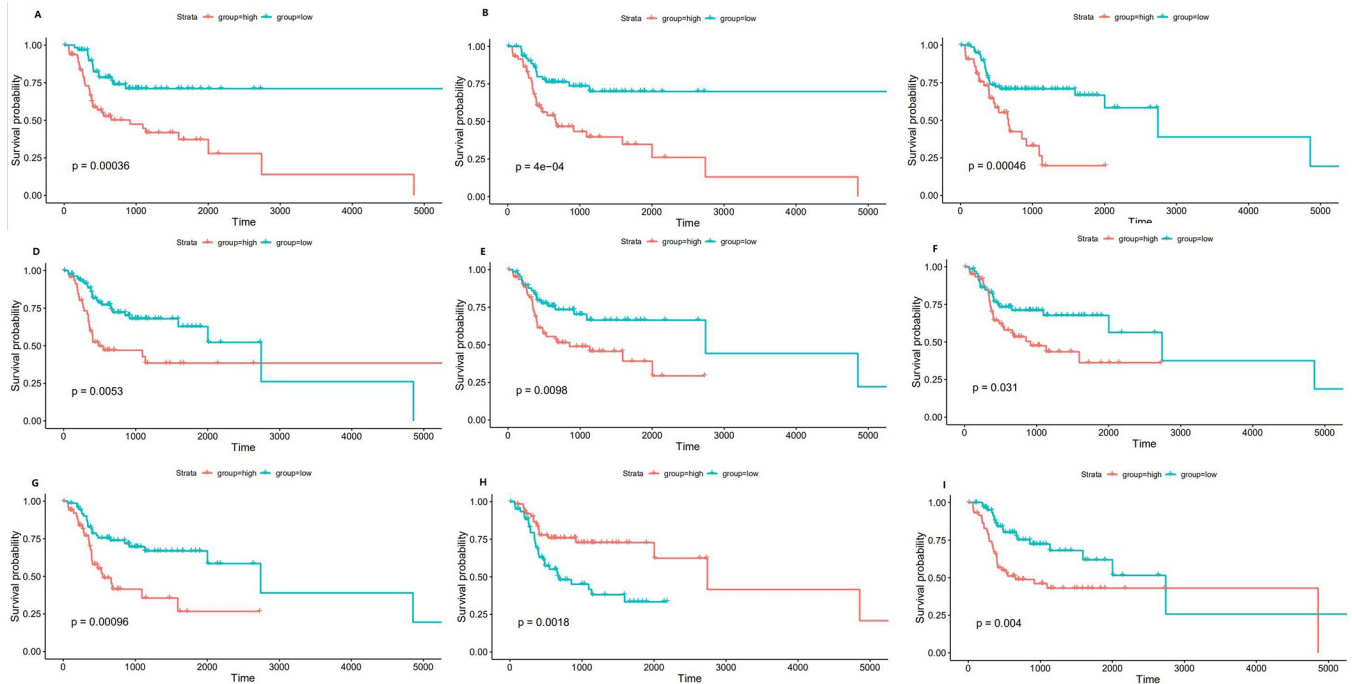 A
Strata group=high group=low
Survival probability
1.00
0.75
0.50
0.25
0.00
p = 0.00036
0 1000 2000 3000 4000 5000
Time
B
Strata group=high group=low
Survival probability
1.00
0.75
0.50
0.25
0.00
p = 4e−04
0 1000 2000 3000 4000 5000
Time
Strata group=high group=low
Survival probability
1.00
0.75
0.50
0.25
0.00
p = 0.00046
0 1000 2000 3000 4000 5000
Time
D
Strata group=high group=low
Survival probability
1.00
0.75
0.50
0.25
0.00
p = 0.0053
0 1000 2000 3000 4000 5000
Time
E
Strata group=high group=low
Survival probability
1.00
0.75
0.50
0.25
0.00
p = 0.0098
0 1000 2000 3000 4000 5000
Time
F
Strata group=high group=low
Survival probability
1.00
0.75
0.50
0.25
0.00
p = 0.031
0 1000 2000 3000 4000 5000
Time
G
Strata group=high group=low
Survival probability
1.00
0.75
0.50
0.25
0.00
p = 0.00096
0 1000 2000 3000 4000 5000
Time
H
Strata group=high group=low
Survival probability
1.00
0.75
0.50
0.25
0.00
p = 0.0018
0 1000 2000 3000 4000 5000
Time
I
Strata group=high group=low
Survival probability
1.00
0.75
0.50
0.25
0.00
p = 0.004
0 1000 2000 3000 4000 5000
Time